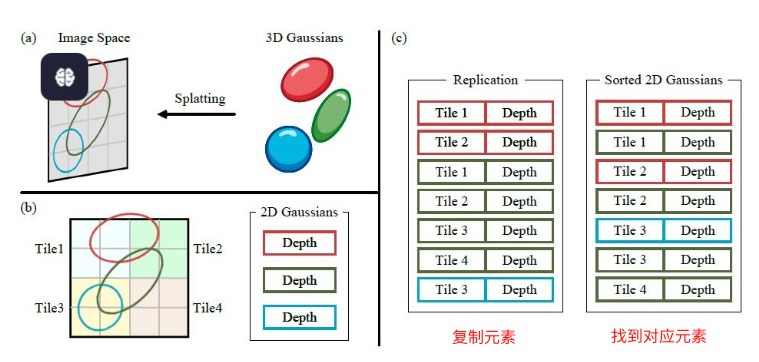 (a)
Image Space
3D Gaussians
Splatting
(b)
Tile1
Tile2
Tile3
Tile4
2D Gaussians
Depth
Depth
Depth
(c)
Replication
Tile 1 Depth
Tile 2 Depth
Tile 1 Depth
Tile 2 Depth
Tile 3 Depth
Tile 4 Depth
Tile 3 Depth
复制元素
Sorted 2D Gaussians
Tile 1 Depth
Tile 1 Depth
Tile 2 Depth
Tile 2 Depth
Tile 3 Depth
Tile 3 Depth
Tile 4 Depth
找到对应元素